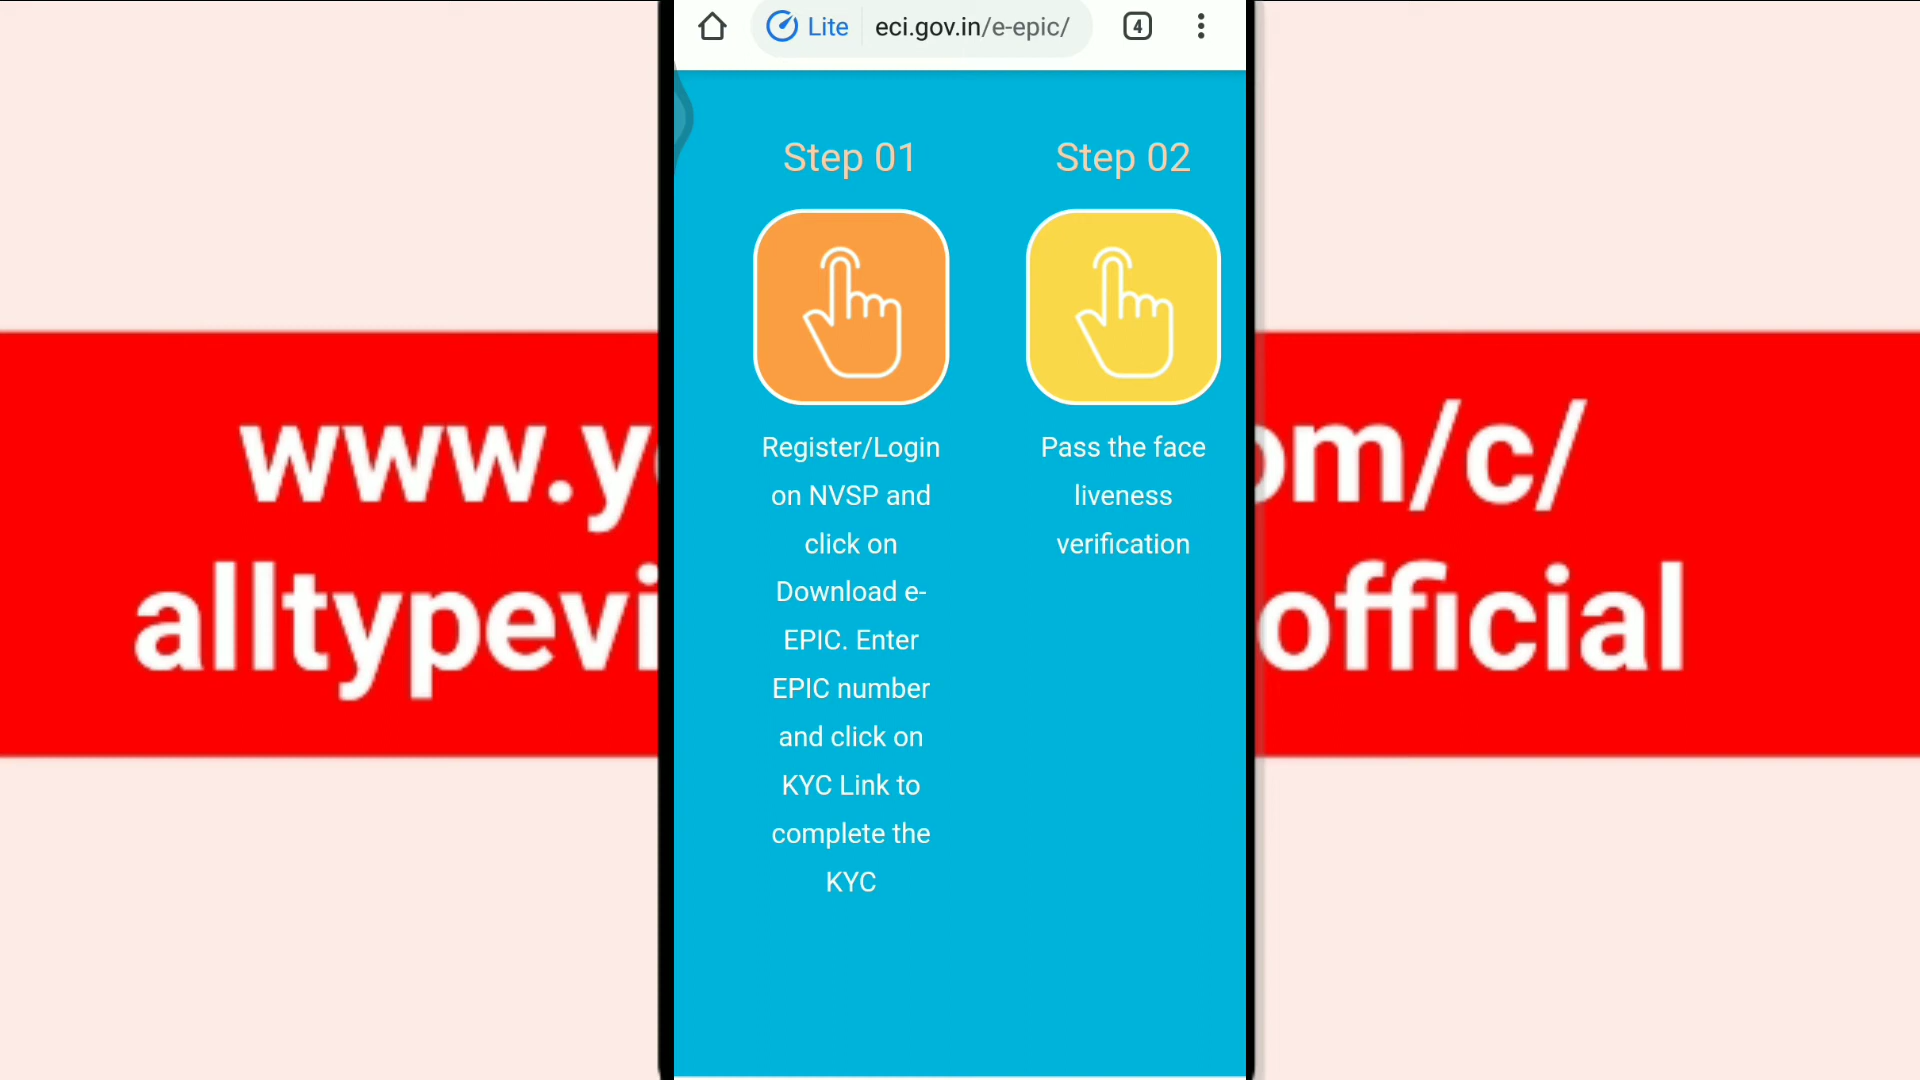 Lite eci.gov.in/e-epic/ 4
Step 01
Step 02
Register/Login
on NVSP and
click on
Download e-
EPIC. Enter
EPIC number
and click on
KYC Link to
complete the
KYC
Pass the face
liveness
verification
www.y
om/c/
alltypevi
official